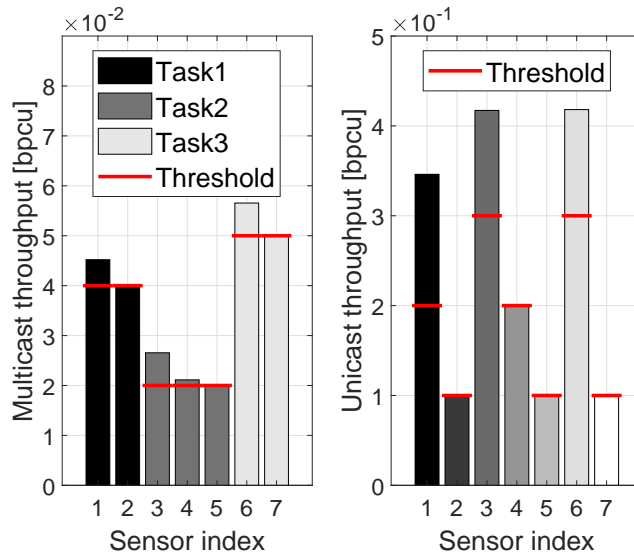 ×10⁻²
Multicast throughput [bpcu]
8
7
6
5
4
3
2
1
0
Task1
Task2
Task3
Threshold
1 2 3 4 5 6 7
Sensor index
×10⁻¹
Unicast throughput [bpcu]
5
4
3
2
1
0
Threshold
1 2 3 4 5 6 7
Sensor index